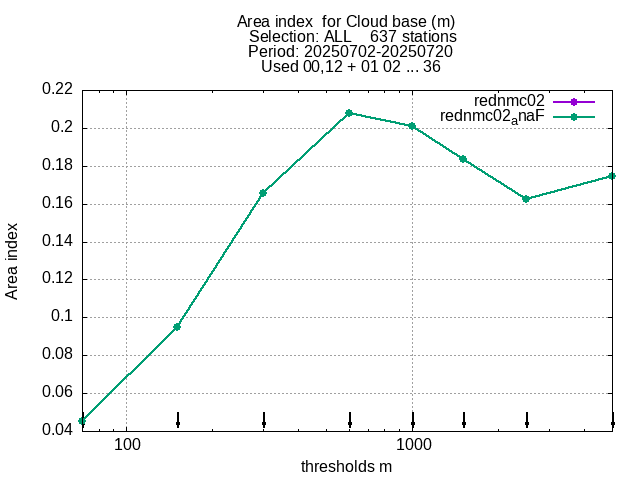 Area index  for Cloud base (m)
Selection: ALL    637 stations
Period: 20250702-20250720
Used 00,12 + 01 02 ... 36
rednmc02
rednmc02anaF
0.22
0.2
0.18
0.16
0.14
0.12
0.1
0.08
0.06
0.04
Area index
100
1000
thresholds m